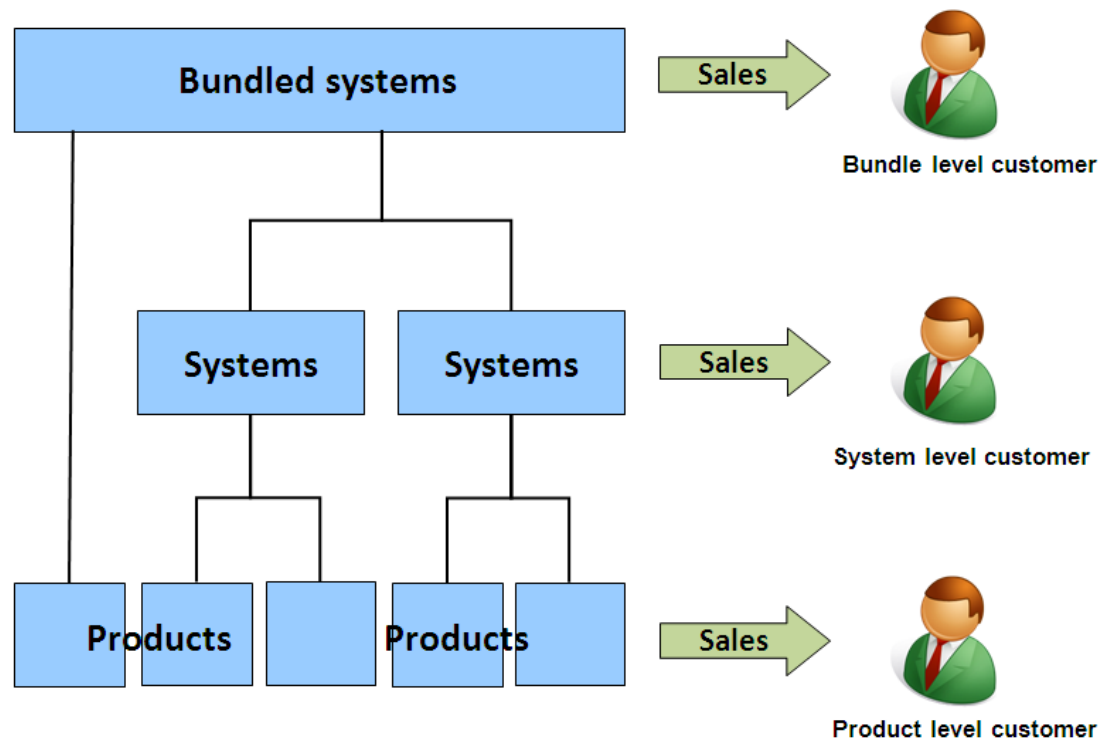 Bundled systems
Sales
Bundle level customer
Systems
Systems
Sales
System level customer
Products
Products
Sales
Product level customer